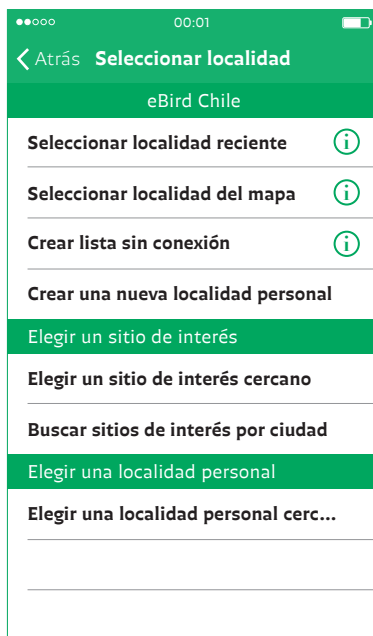 00:01
Atrás Seleccionar localidad
eBird Chile
Seleccionar localidad reciente
Seleccionar localidad del mapa
Crear lista sin conexión
Crear una nueva localidad personal
Elegir un sitio de interés
Elegir un sitio de interés cercano
Buscar sitios de interés por ciudad
Elegir una localidad personal
Elegir una localidad personal cerc...